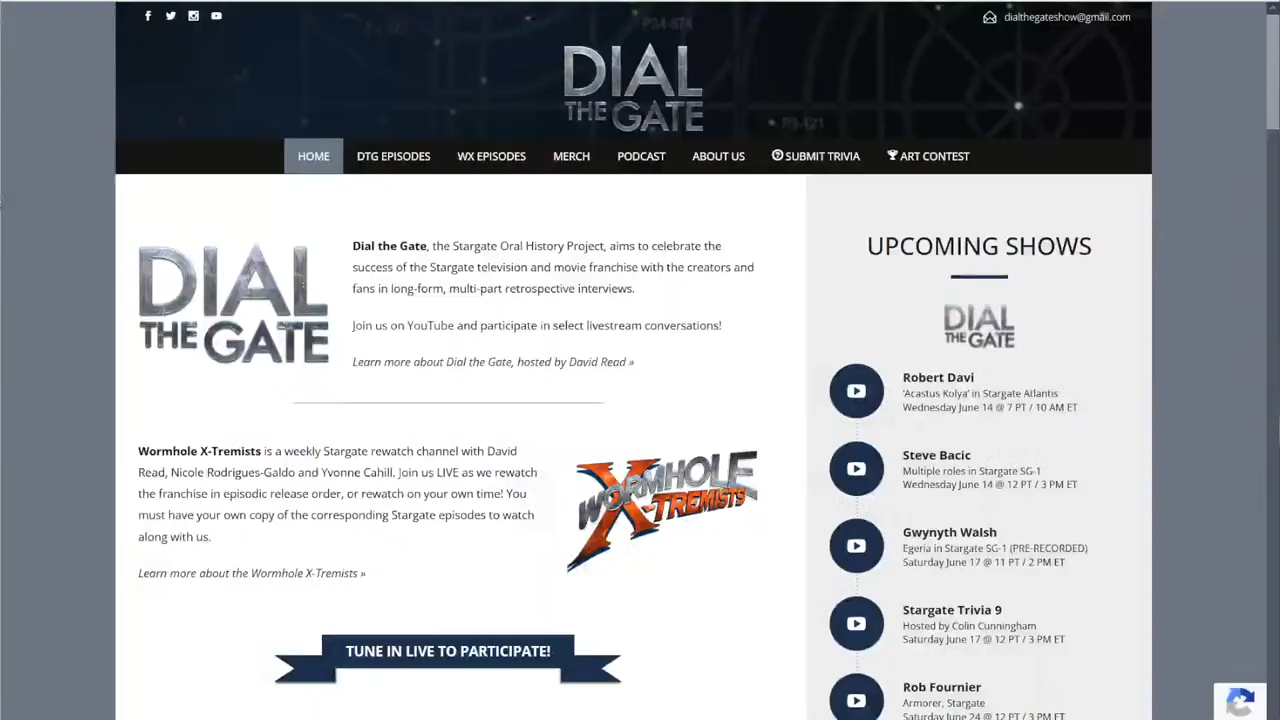 P34-674
dialthegateshow@gmail.com
DIAL
THE GATE
HOME DTG EPISODES WX EPISODES MERCH PODCAST ABOUT US SUBMIT TRIVIA ART CONTEST
DIAL
THE GATE
Dial the Gate, the Stargate Oral History Project, aims to celebrate the
success of the Stargate television and movie franchise with the creators and
fans in long-form, multi-part retrospective interviews.
Join us on YouTube and participate in select livestream conversations!
Learn more about Dial the Gate, hosted by David Read »
Wormhole X-Tremists is a weekly Stargate rewatch channel with David
Read, Nicole Rodrigues-Galdo and Yvonne Cahill. Join us LIVE as we rewatch
the franchise in episodic release order, or rewatch on your own time! You
must have your own copy of the corresponding Stargate episodes to watch
along with us.
Learn more about the Wormhole X-Tremists »
WORMHOLE
X-TREMISTS
TUNE IN LIVE TO PARTICIPATE!
UPCOMING SHOWS
DIAL
THE GATE
Robert Davi
'Acastus Kolya' in Stargate Atlantis
Wednesday June 14 @ 7 PT / 10 AM ET
Steve Bacic
Multiple roles in Stargate SG-1
Wednesday June 14 @ 12 PT / 3 PM ET
Gwynyth Walsh
Egeria in Stargate SG-1 (PRE-RECORDED)
Saturday June 17 @ 11 PT / 2 PM ET
Stargate Trivia 9
Hosted by Colin Cunningham
Saturday June 17 @ 12 PT / 3 PM ET
Rob Fournier
Armorer, Stargate
Saturday June 24 @ 12 PT / 3 PM ET